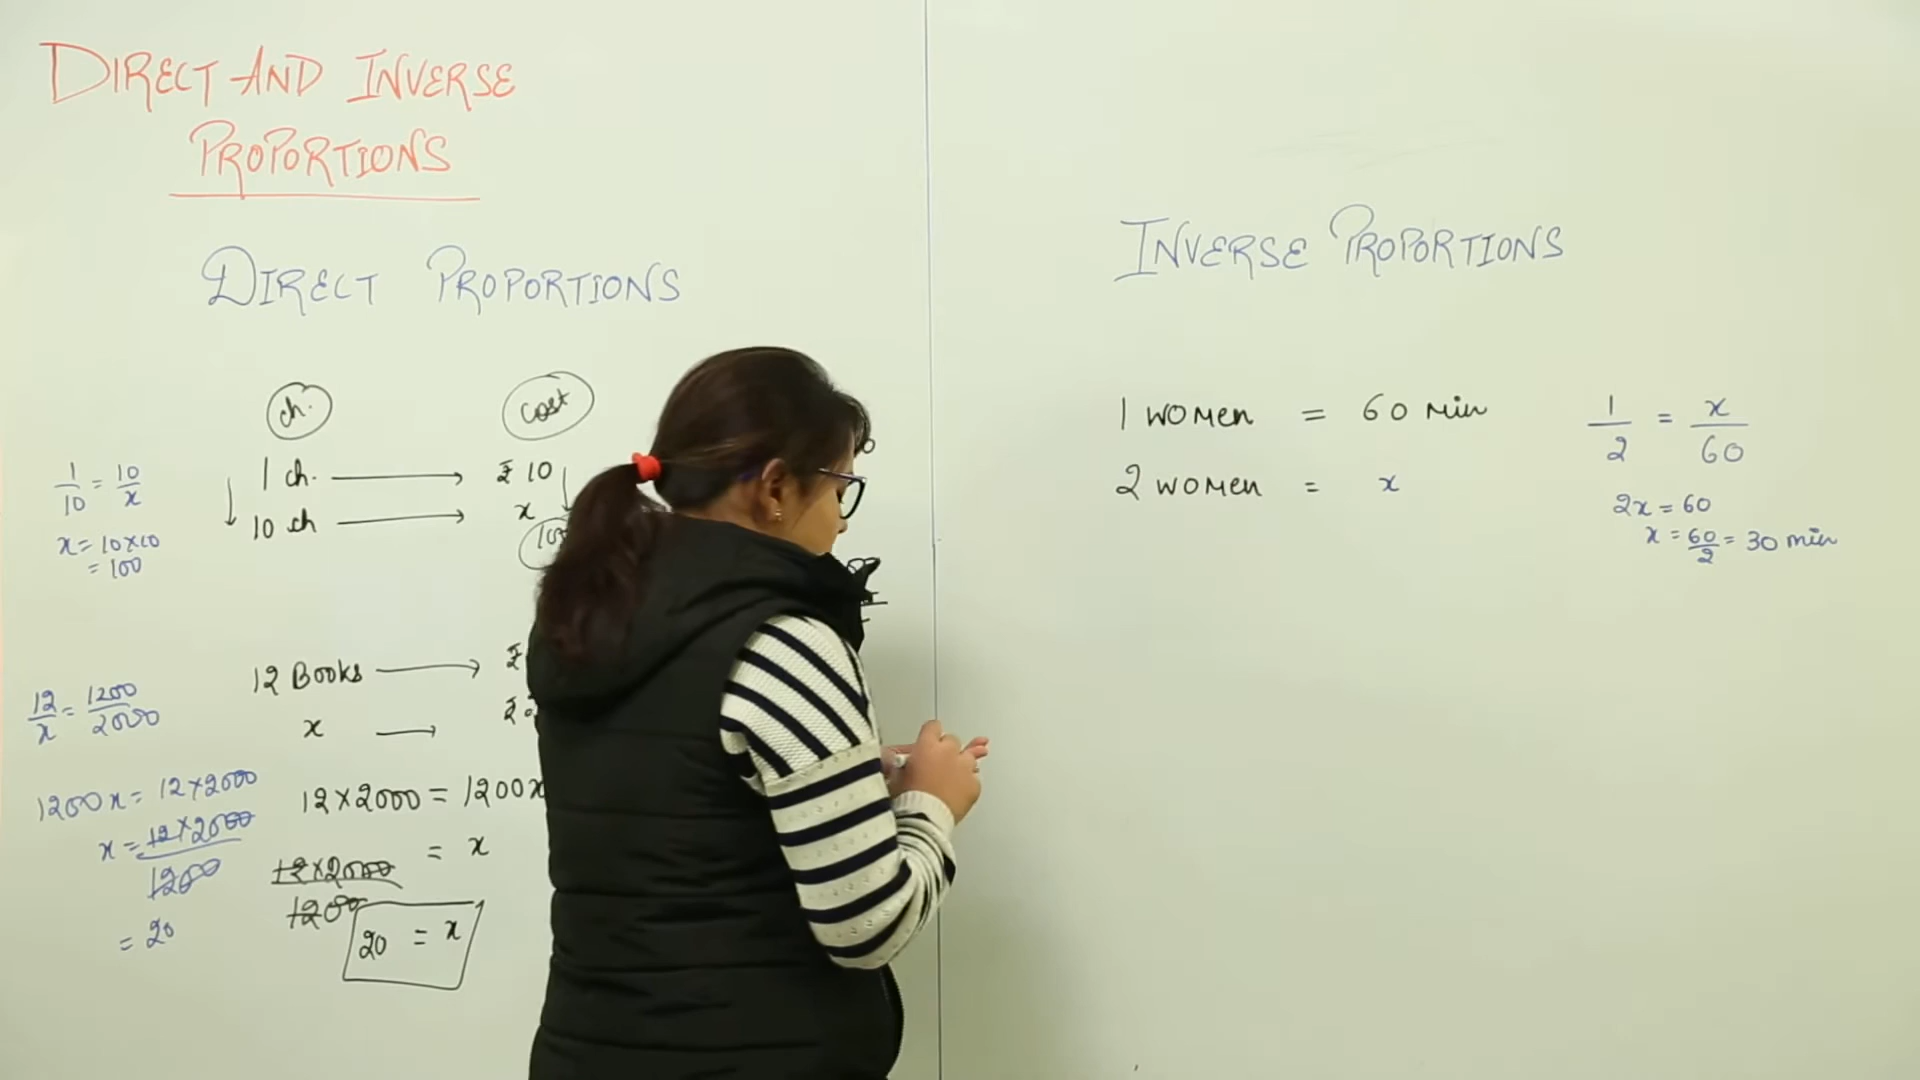 DIRECT AND INVERSE
PROPORTIONS
DIRECT PROPORTIONS
ch. cost
1 ch. → ₹ 10
10 ch → x
1/10 = 10/x
x = 10×10
= 100
12 Books → ₹
x → ₹
12/x = 1200/2000
1200x = 12×2000
x = 12×2000/1200
= 20
12×2000 = 1200x
12×2000/1200 = x
20 = x
INVERSE PROPORTIONS
1 women = 60 min
2 women = x
1/2 = x/60
2x = 60
x = 60/2 = 30 min